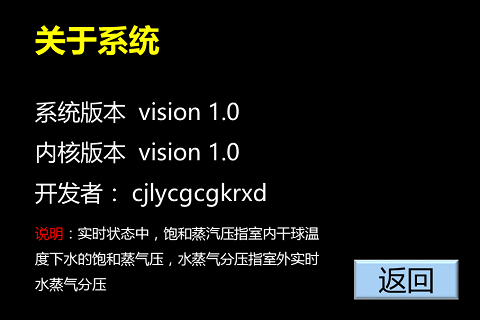 关于系统
系统版本 vision 1.0
内核版本 vision 1.0
开发者： cjlycgcgkrxd
说明：实时状态中，饱和蒸汽压指室内干球温
度下水的饱和蒸气压，水蒸气分压指室外实时
水蒸气分压
返回